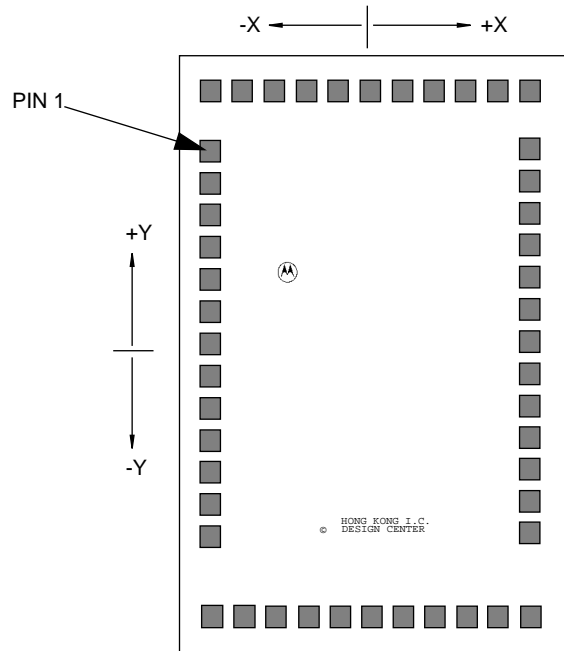 -X +X
PIN 1
+Y
-Y
HONG KONG I.C.
© DESIGN CENTER